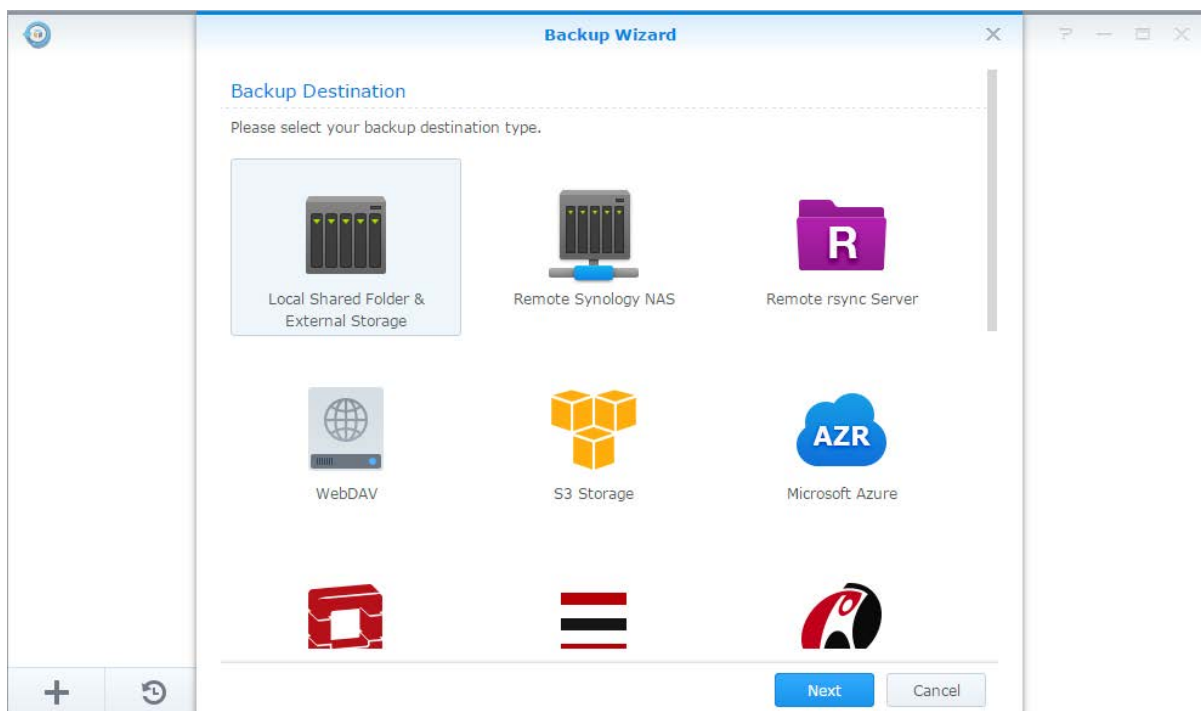 Backup Wizard
Backup Destination
Please select your backup destination type.
Local Shared Folder &
External Storage
Remote Synology NAS
R
Remote rsync Server
WebDAV
S3 Storage
AZR
Microsoft Azure
Next
Cancel